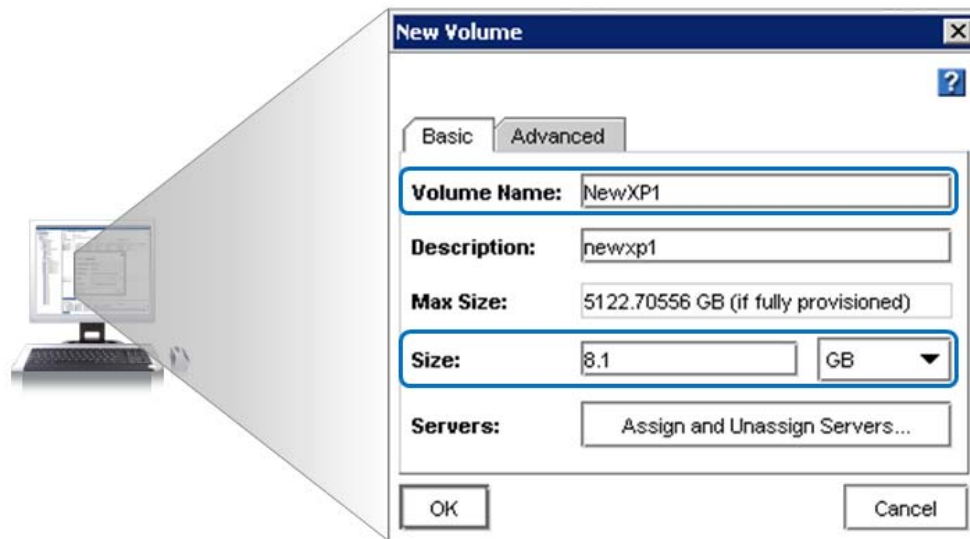 New Volume
?
Basic Advanced
Volume Name: NewXP1
Description: newxp1
Max Size: 5122.70556 GB (if fully provisioned)
Size: 8.1 GB
Servers: Assign and Unassign Servers...
OK Cancel